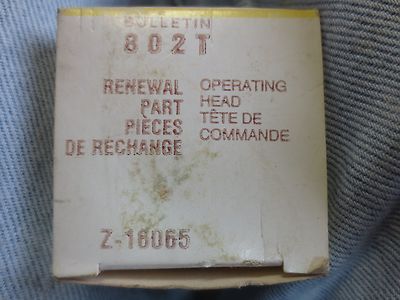 BULLETIN
802T
RENEWAL PART
PIÈCES
DE RECHANGE
OPERATING
HEAD
TÊTE DE
COMMANDE
Z-16065